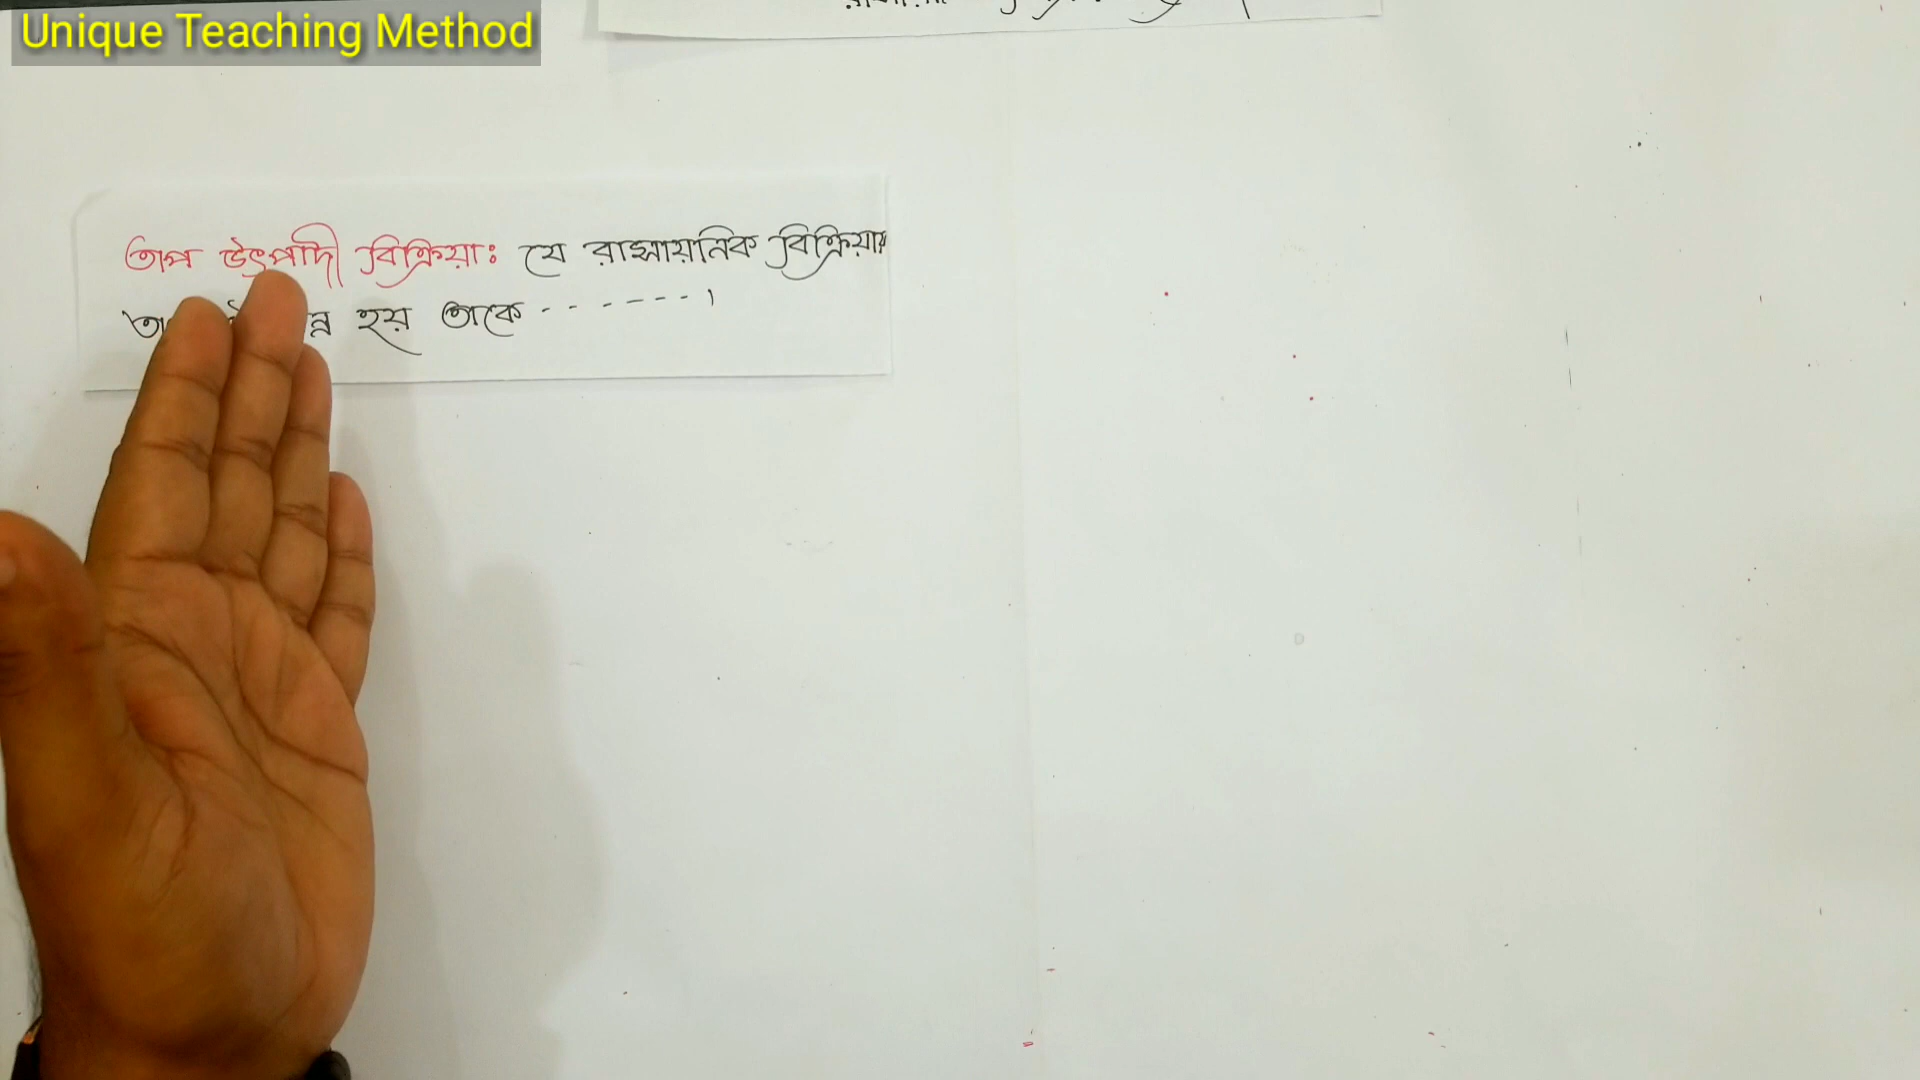 Unique Teaching Method
তাপ উৎপাদী বিক্রিয়াঃ যে রাসায়নিক বিক্রিয়ায়
হয় তাকে - - - - - - - ।